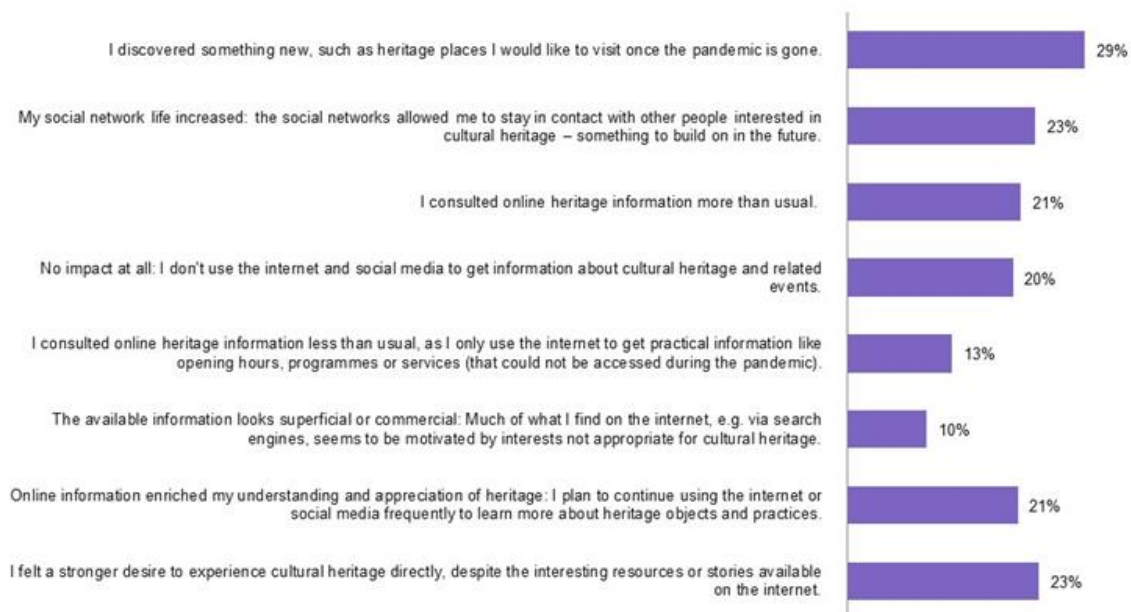 I discovered something new, such as heritage places I would like to visit once the pandemic is gone.
29%
My social network life increased: the social networks allowed me to stay in contact with other people interested in
cultural heritage – something to build on in the future.
23%
I consulted online heritage information more than usual.
21%
No impact at all: I don't use the internet and social media to get information about cultural heritage and related
events.
20%
I consulted online heritage information less than usual, as I only use the internet to get practical information like
opening hours, programmes or services (that could not be accessed during the pandemic).
13%
The available information looks superficial or commercial: Much of what I find on the internet, e.g. via search
engines, seems to be motivated by interests not appropriate for cultural heritage.
10%
Online information enriched my understanding and appreciation of heritage: I plan to continue using the internet or
social media frequently to learn more about heritage objects and practices.
21%
I felt a stronger desire to experience cultural heritage directly, despite the interesting resources or stories available
on the internet.
23%